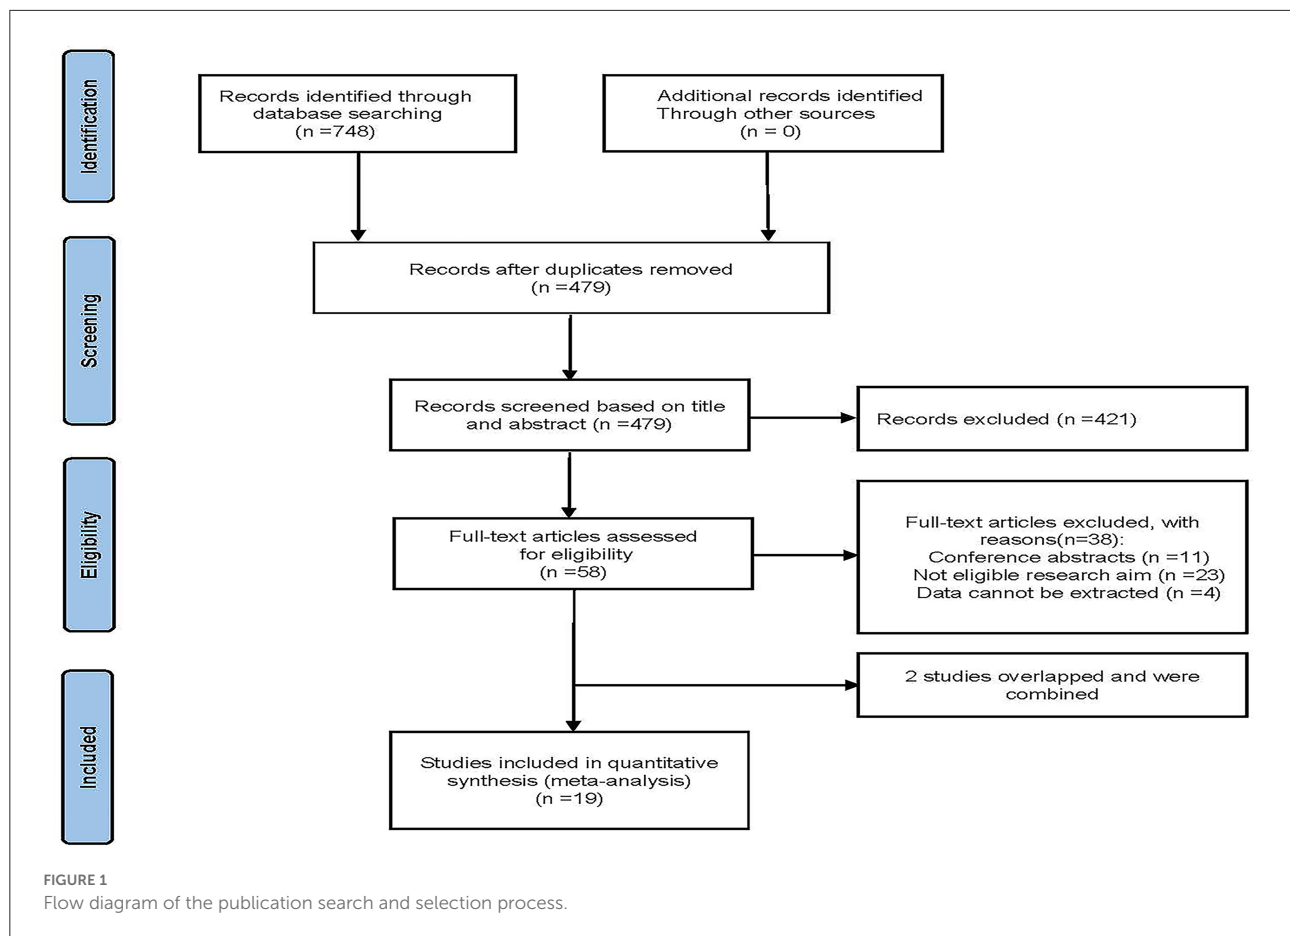 Identification
Records identified through
database searching
(n =748)
Additional records identified
Through other sources
(n = 0)
Screening
Records after duplicates removed
(n =479)
Records screened based on title
and abstract (n =479)
Records excluded (n =421)
Eligibility
Full-text articles assessed
for eligibility
(n =58)
Full-text articles excluded, with
reasons(n=38):
Conference abstracts (n =11)
Not eligible research aim (n =23)
Data cannot be extracted (n =4)
2 studies overlapped and were
combined
Included
Studies included in quantitative
synthesis (meta-analysis)
(n =19)
FIGURE 1
Flow diagram of the publication search and selection process.